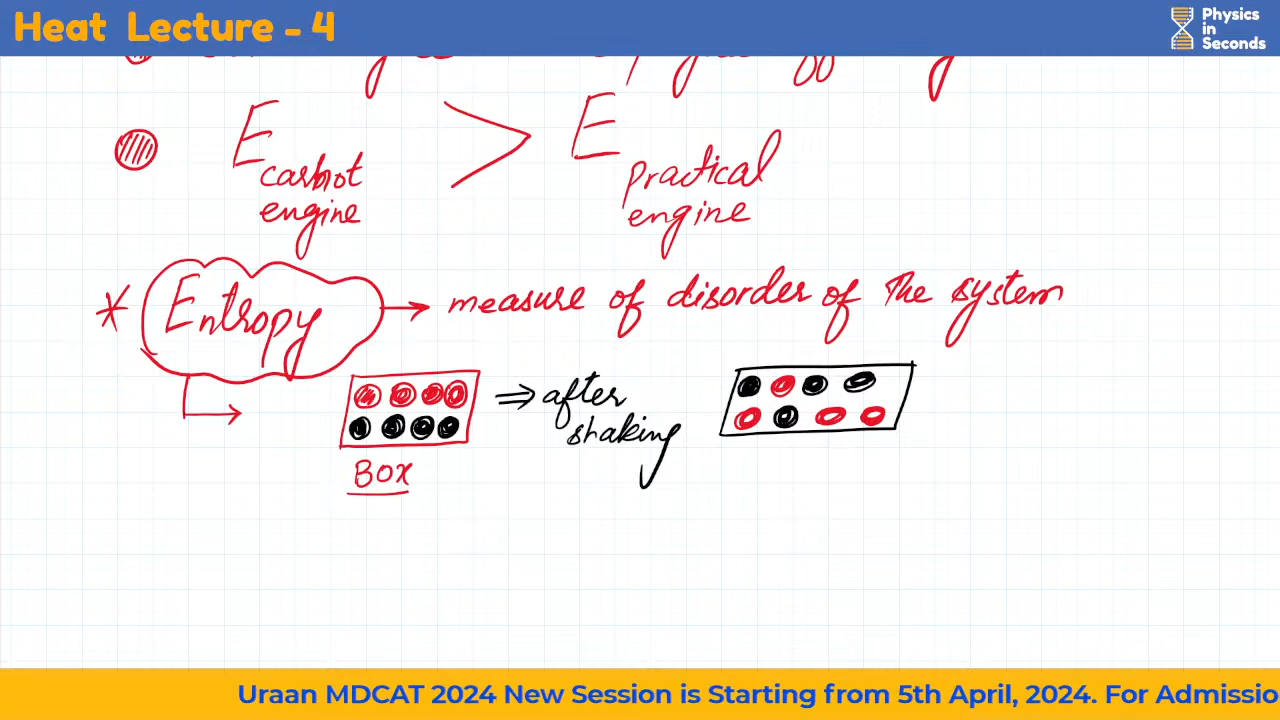 Heat Lecture - 4
Physics
in
Seconds
E carnot engine > E practical engine
* Entropy → measure of disorder of the system
⇒ after
shaking
BOX
Uraan MDCAT 2024 New Session is Starting from 5th April, 2024. For Admissio